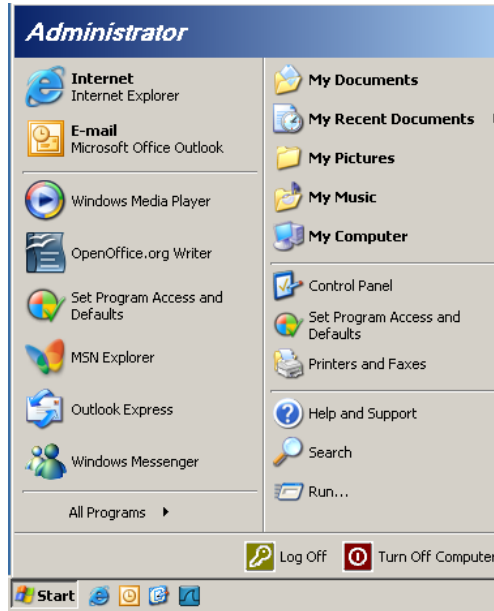 Administrator
Internet
Internet Explorer
E-mail
Microsoft Office Outlook
Windows Media Player
OpenOffice.org Writer
Set Program Access and
Defaults
MSN Explorer
Outlook Express
Windows Messenger
All Programs
My Documents
My Recent Documents
My Pictures
My Music
My Computer
Control Panel
Set Program Access and
Defaults
Printers and Faxes
Help and Support
Search
Run...
Log Off
Turn Off Computer
Start